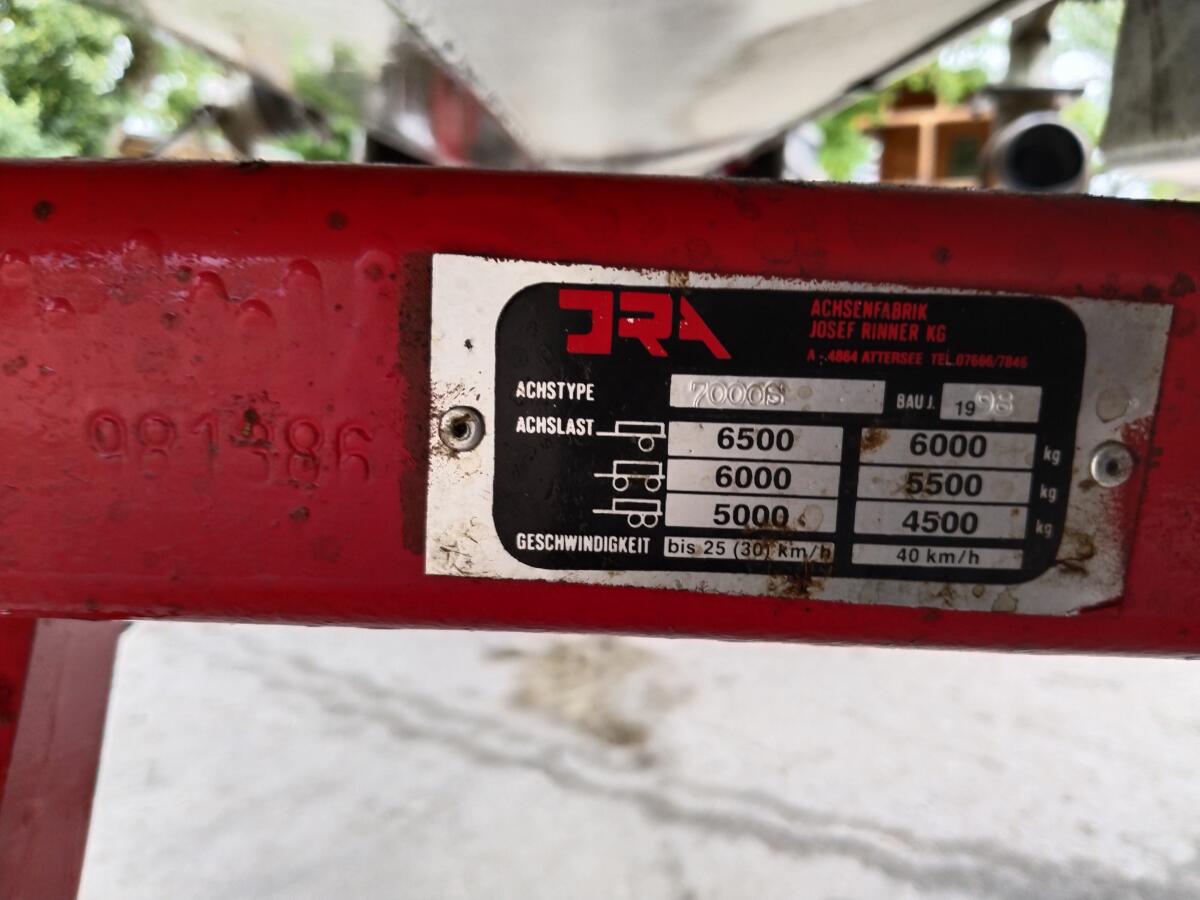 981386
JRA
ACHSENFABRIK
JOSEF RINNER KG
A - 4864 ATTERSEE TEL.07666/7846
ACHSTYPE 7000S BAU J. 1998
ACHSLAST 6500 6000 kg
6000 5500 kg
5000 4500 kg
GESCHWINDIGKEIT bis 25 (30) km/h 40 km/h